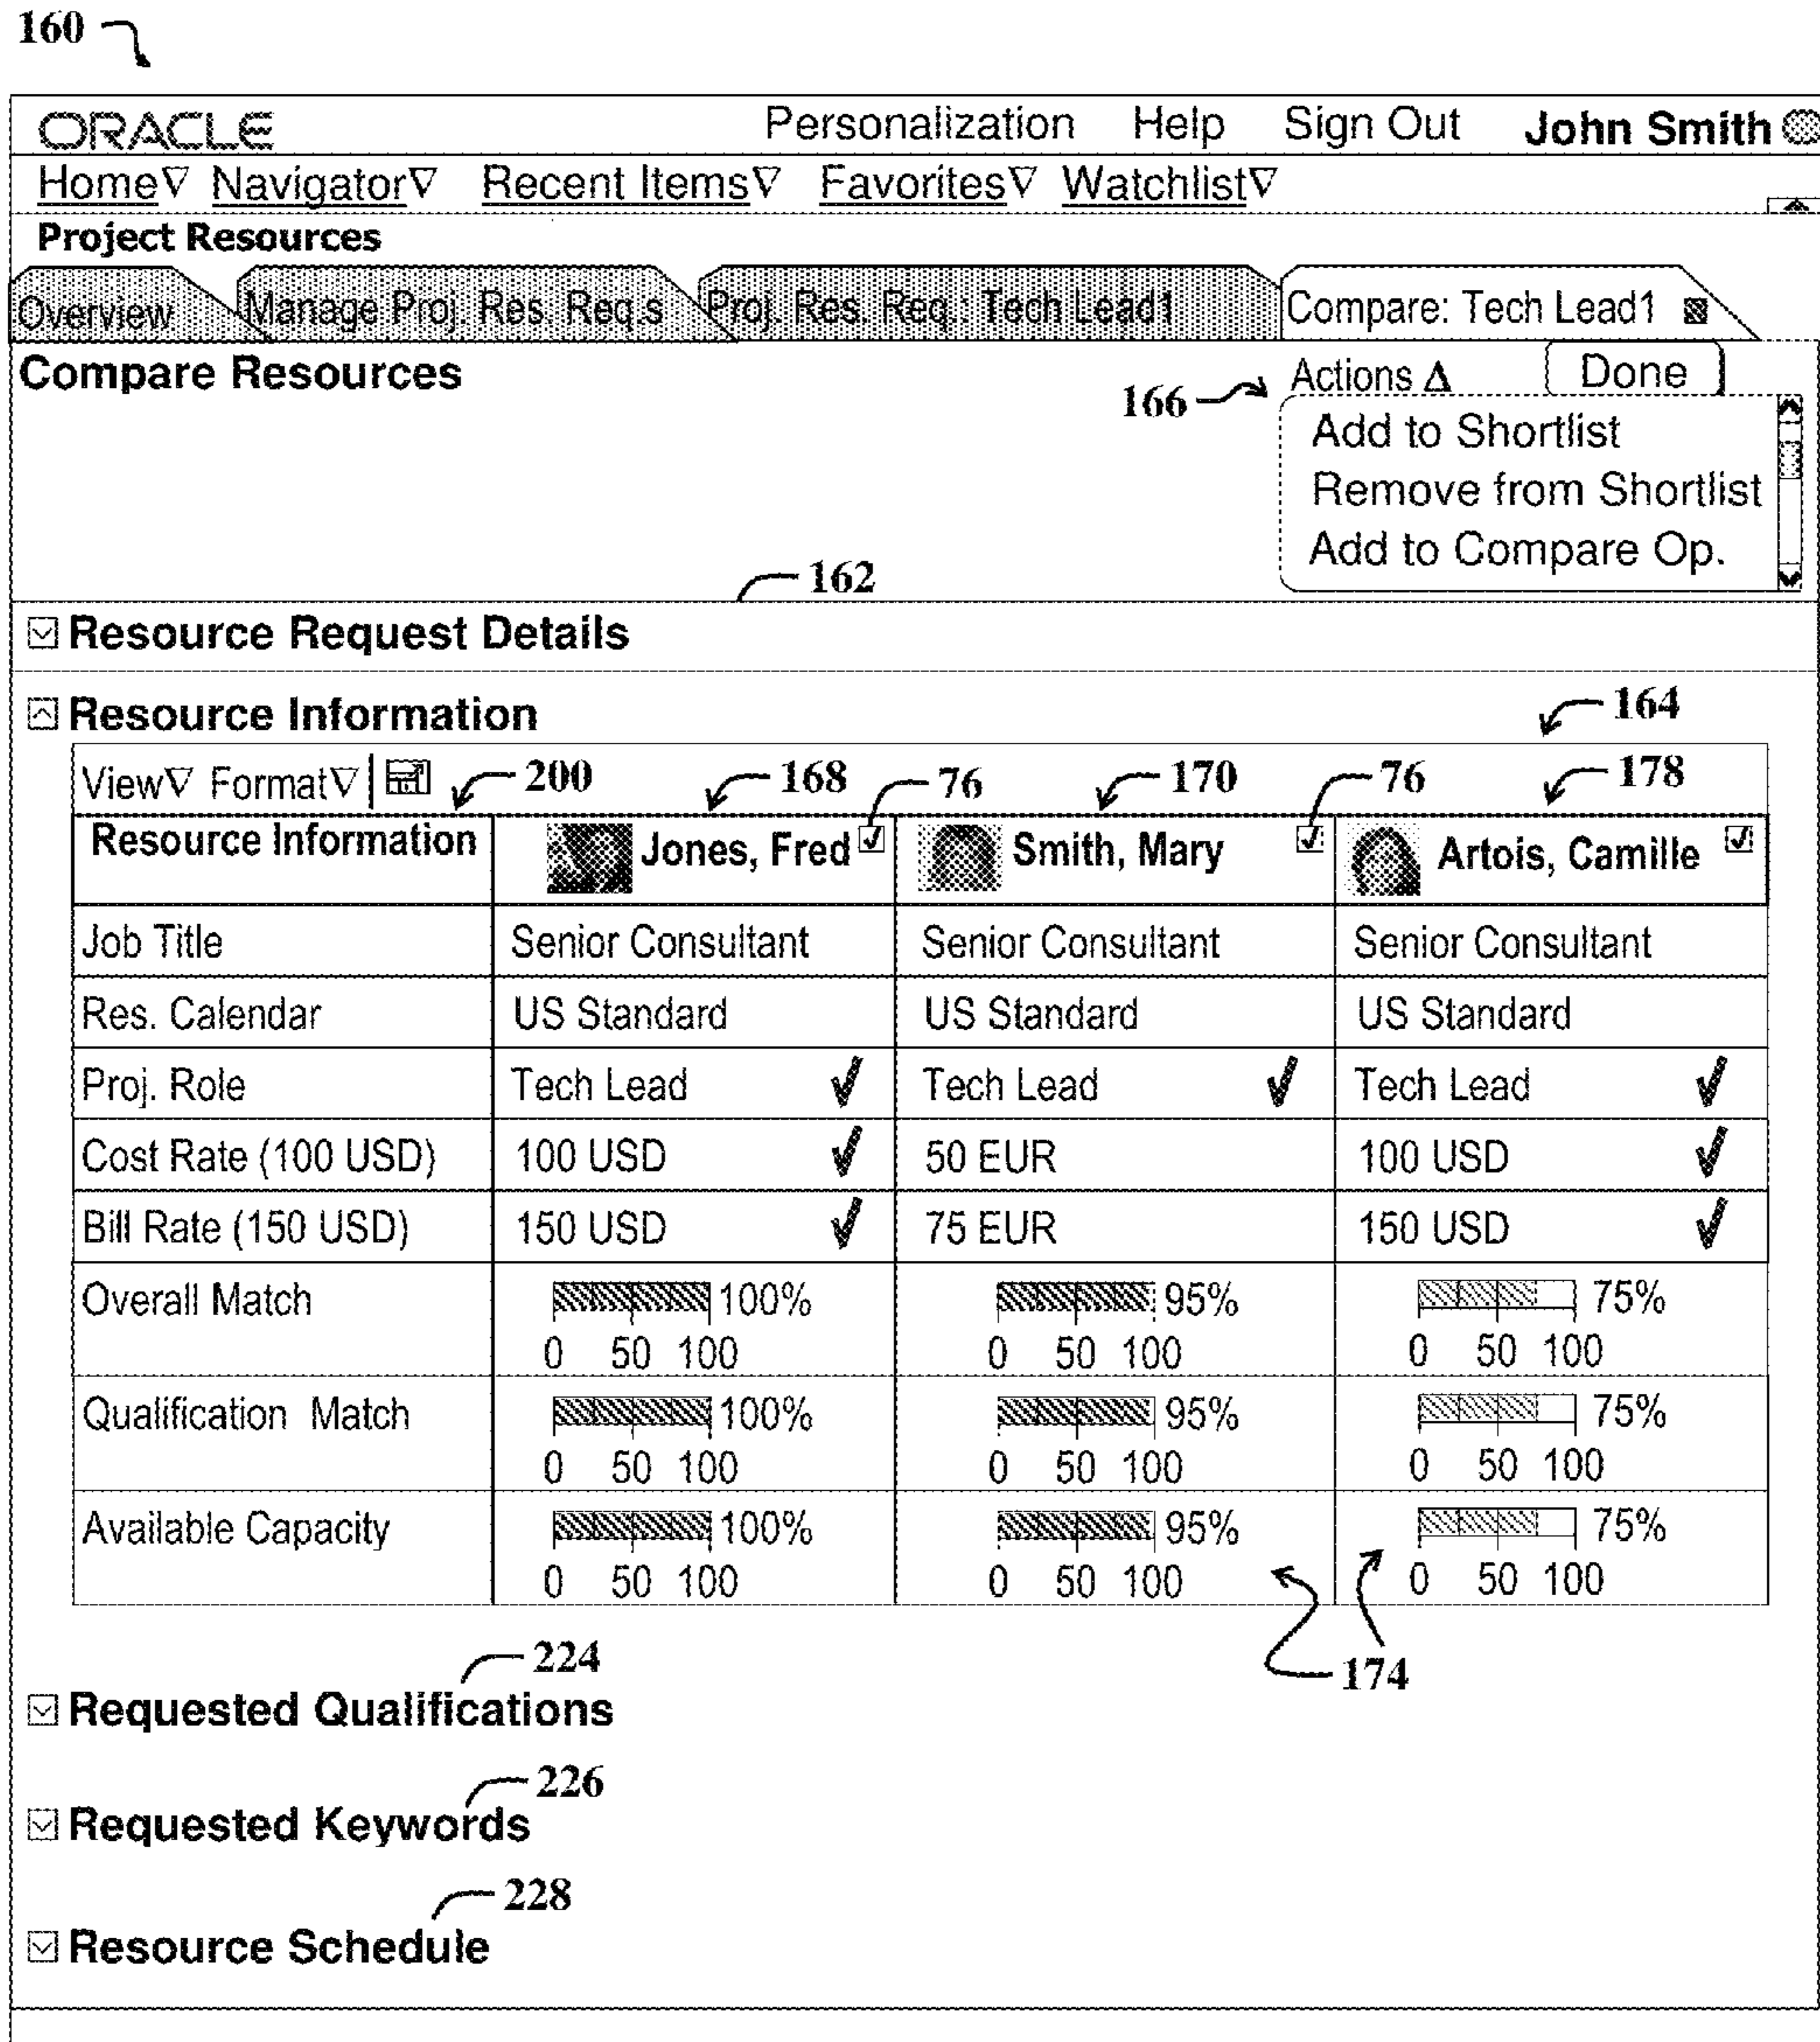 160
ORACLE Personalization Help Sign Out John Smith
Home▽ Navigator▽ Recent Items▽ Favorites▽ Watchlist▽
Project Resources
Overview Manage Proj. Res. Req.s Proj. Res. Req.: Tech Lead1 Compare: Tech Lead1
Compare Resources
166 Actions Δ Done
Add to Shortlist
Remove from Shortlist
Add to Compare Op.
162
Resource Request Details
Resource Information
164
View▽ Format▽ 200 168 76 170 76 178
Resource Information Jones, Fred Smith, Mary Artois, Camille
Job Title Senior Consultant Senior Consultant Senior Consultant
Res. Calendar US Standard US Standard US Standard
Proj. Role Tech Lead ✓ Tech Lead ✓ Tech Lead ✓
Cost Rate (100 USD) 100 USD ✓ 50 EUR 100 USD ✓
Bill Rate (150 USD) 150 USD ✓ 75 EUR 150 USD ✓
Overall Match 100% 95% 75%
0 50 100 0 50 100 0 50 100
Qualification Match 100% 95% 75%
0 50 100 0 50 100 0 50 100
Available Capacity 100% 95% 75%
0 50 100 0 50 100 0 50 100
174
224
Requested Qualifications
226
Requested Keywords
228
Resource Schedule